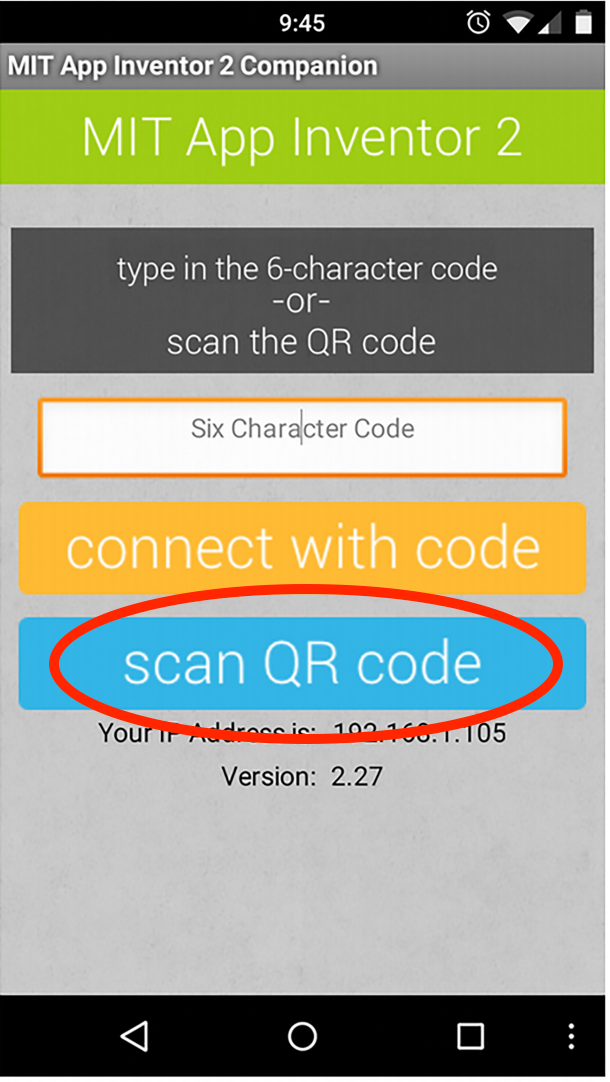 9:45
MIT App Inventor 2 Companion
MIT App Inventor 2
type in the 6-character code
-or-
scan the QR code
Six Character Code
connect with code
scan QR code
Your IP Address is: 192.168.1.105
Version: 2.27